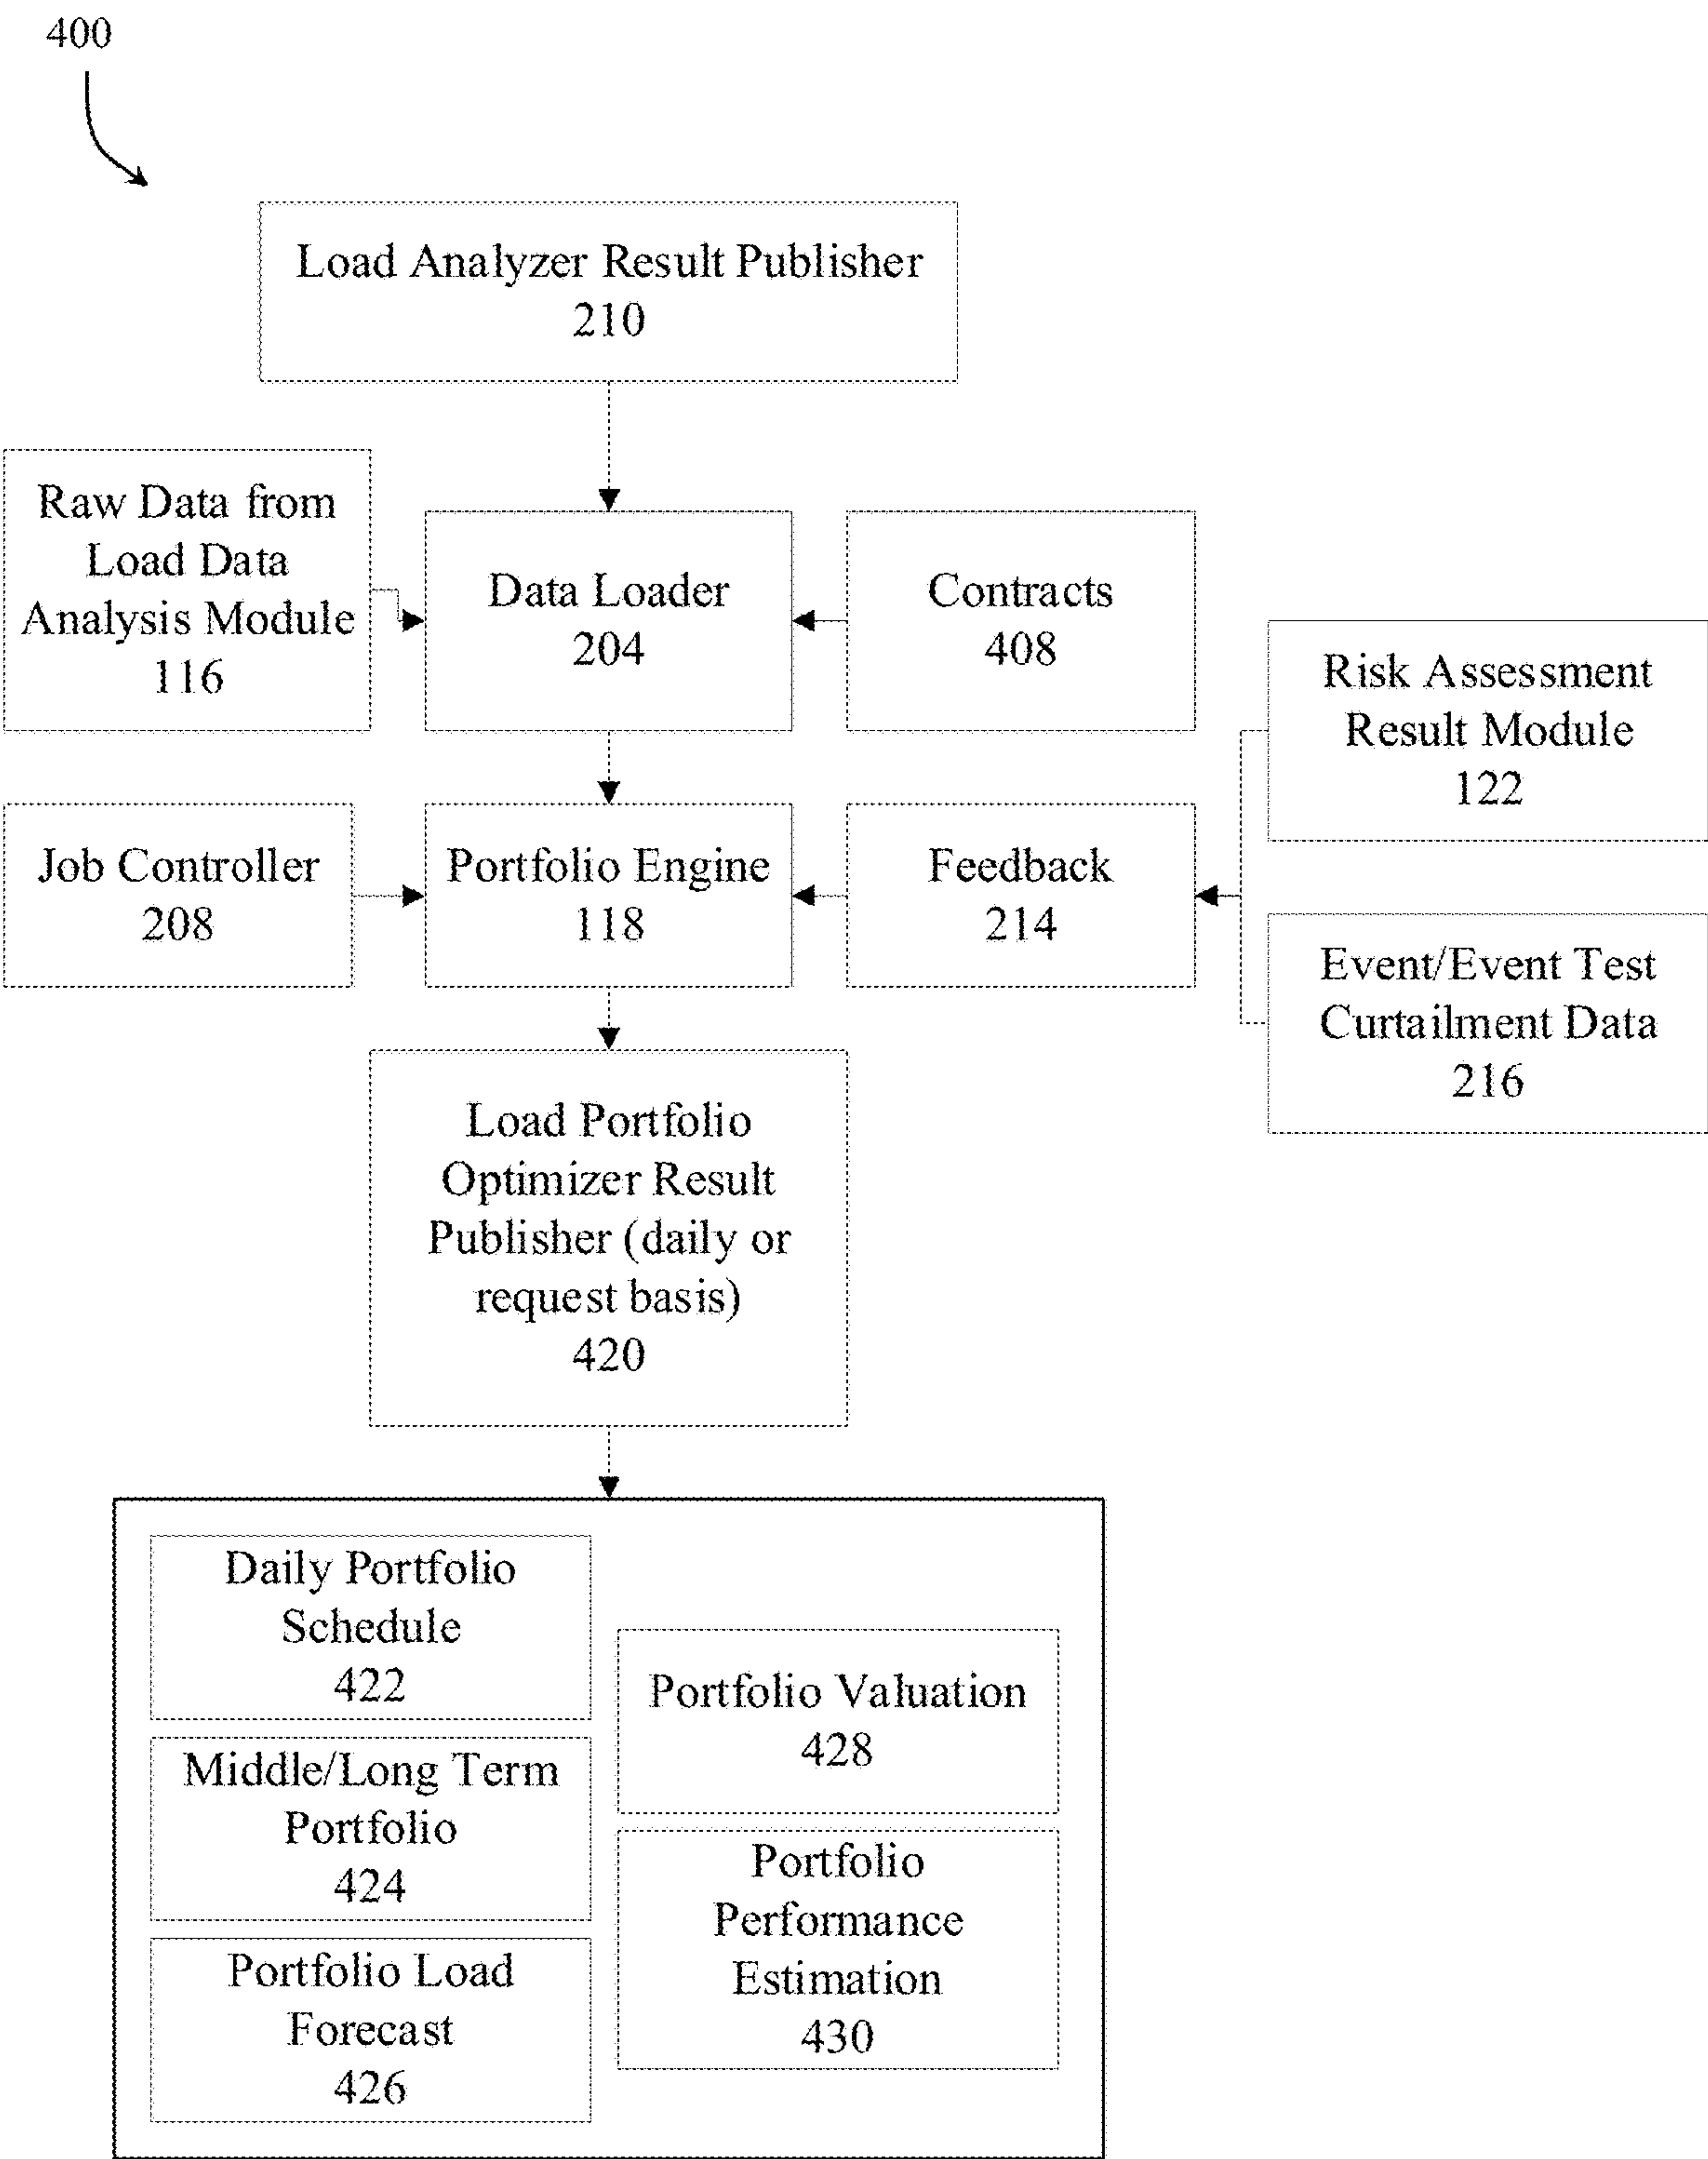 400
Load Analyzer Result Publisher
210
Raw Data from
Load Data
Analysis Module
116
Data Loader
204
Contracts
408
Risk Assessment
Result Module
122
Job Controller
208
Portfolio Engine
118
Feedback
214
Event/Event Test
Curtailment Data
216
Load Portfolio
Optimizer Result
Publisher (daily or
request basis)
420
Daily Portfolio
Schedule
422
Middle/Long Term
Portfolio
424
Portfolio Load
Forecast
426
Portfolio Valuation
428
Portfolio
Performance
Estimation
430